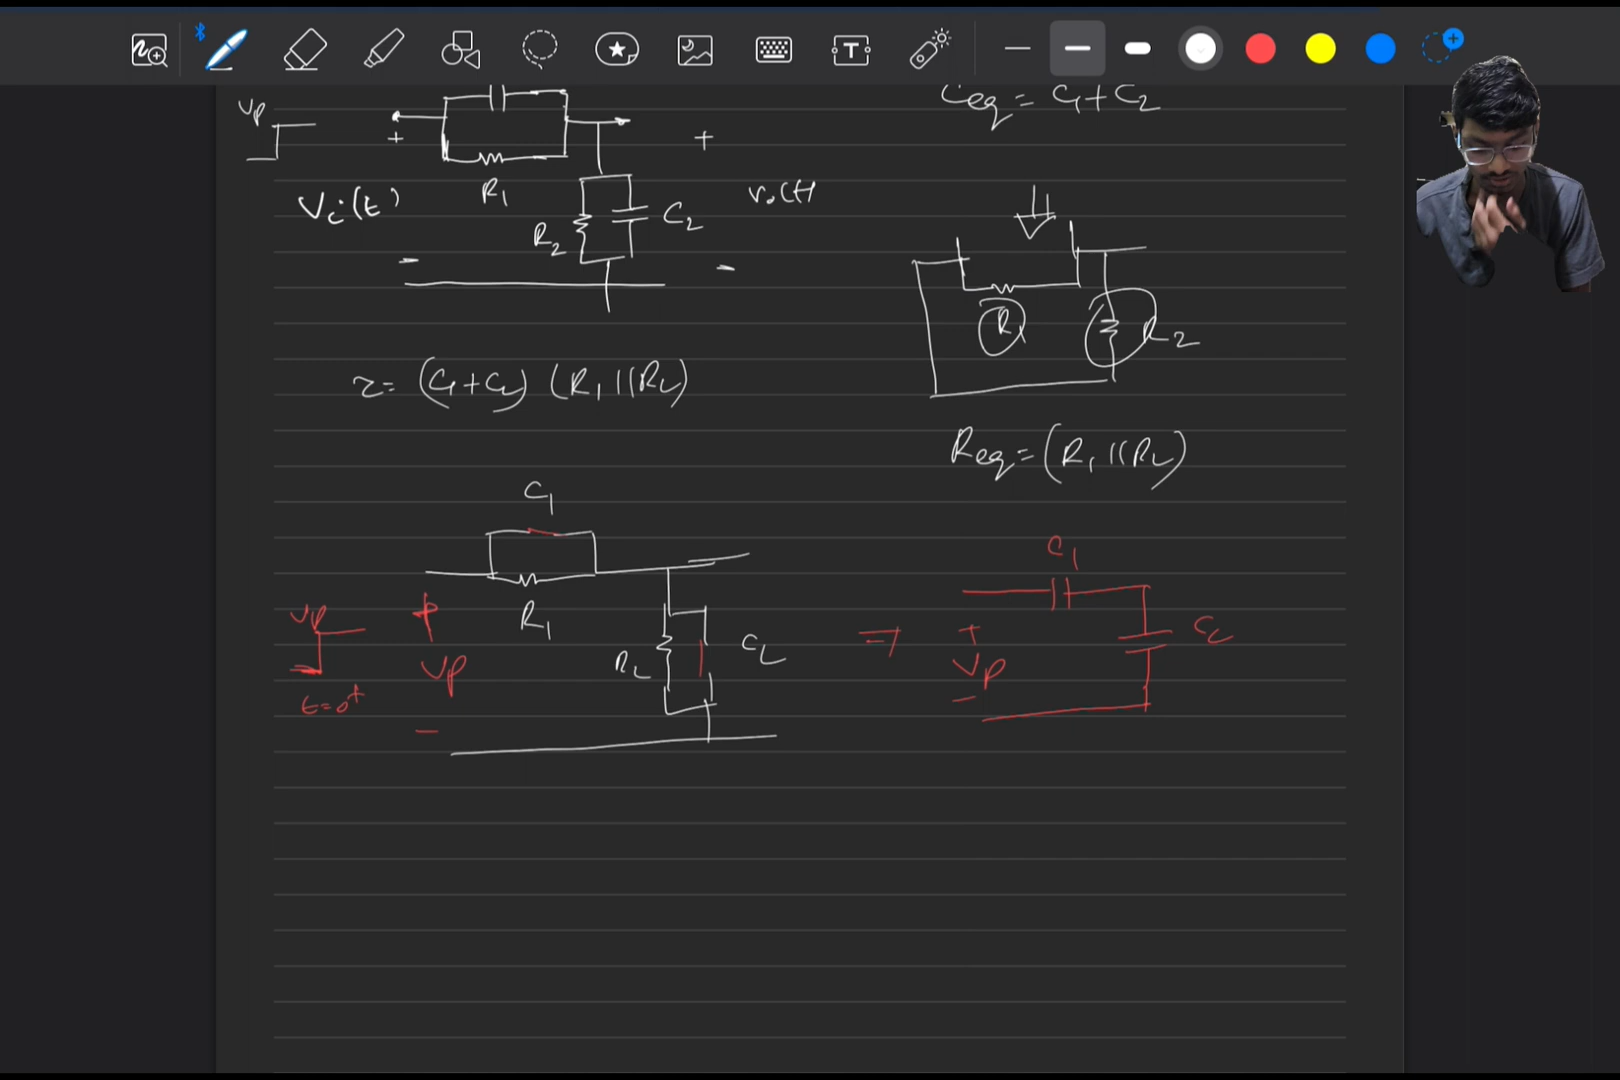 Vp
Ceq = C1 + C2
+
+
Vi(t)
R1
R2
C2
Vo(t)
-
-
R1
R2
τ = (C1+C2) (R1 || R2)
Req = (R1 || R2)
C1
C1
R1
Vp
+
Vp
-
t=0+
R2
C2
⇒
+
Vp
-
C2
T